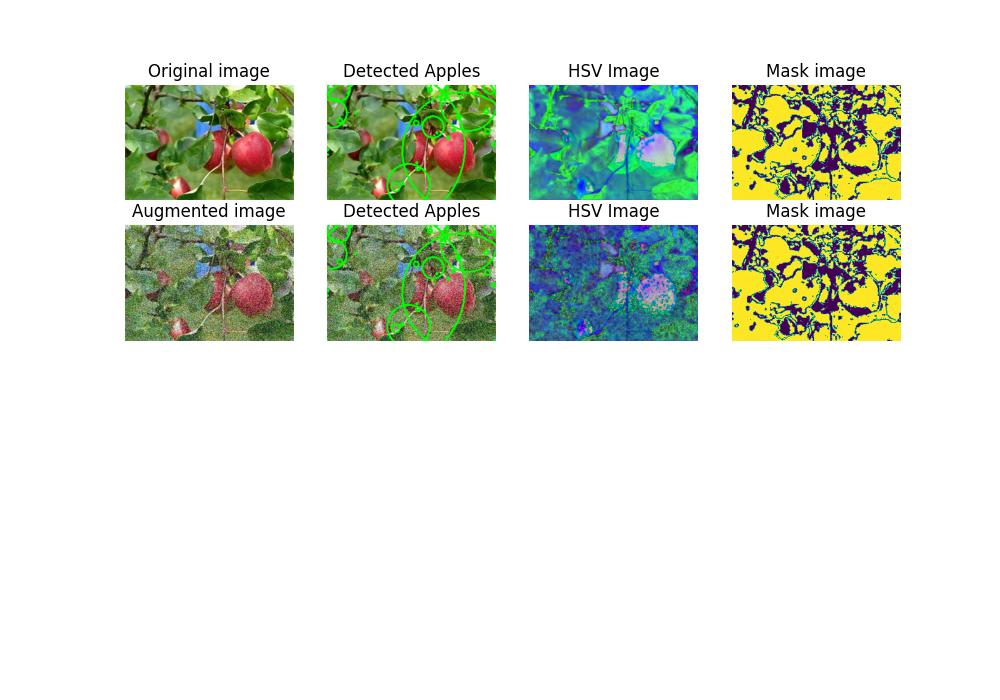 Original image
Detected Apples
HSV Image
Mask image
Augmented image
Detected Apples
HSV Image
Mask image